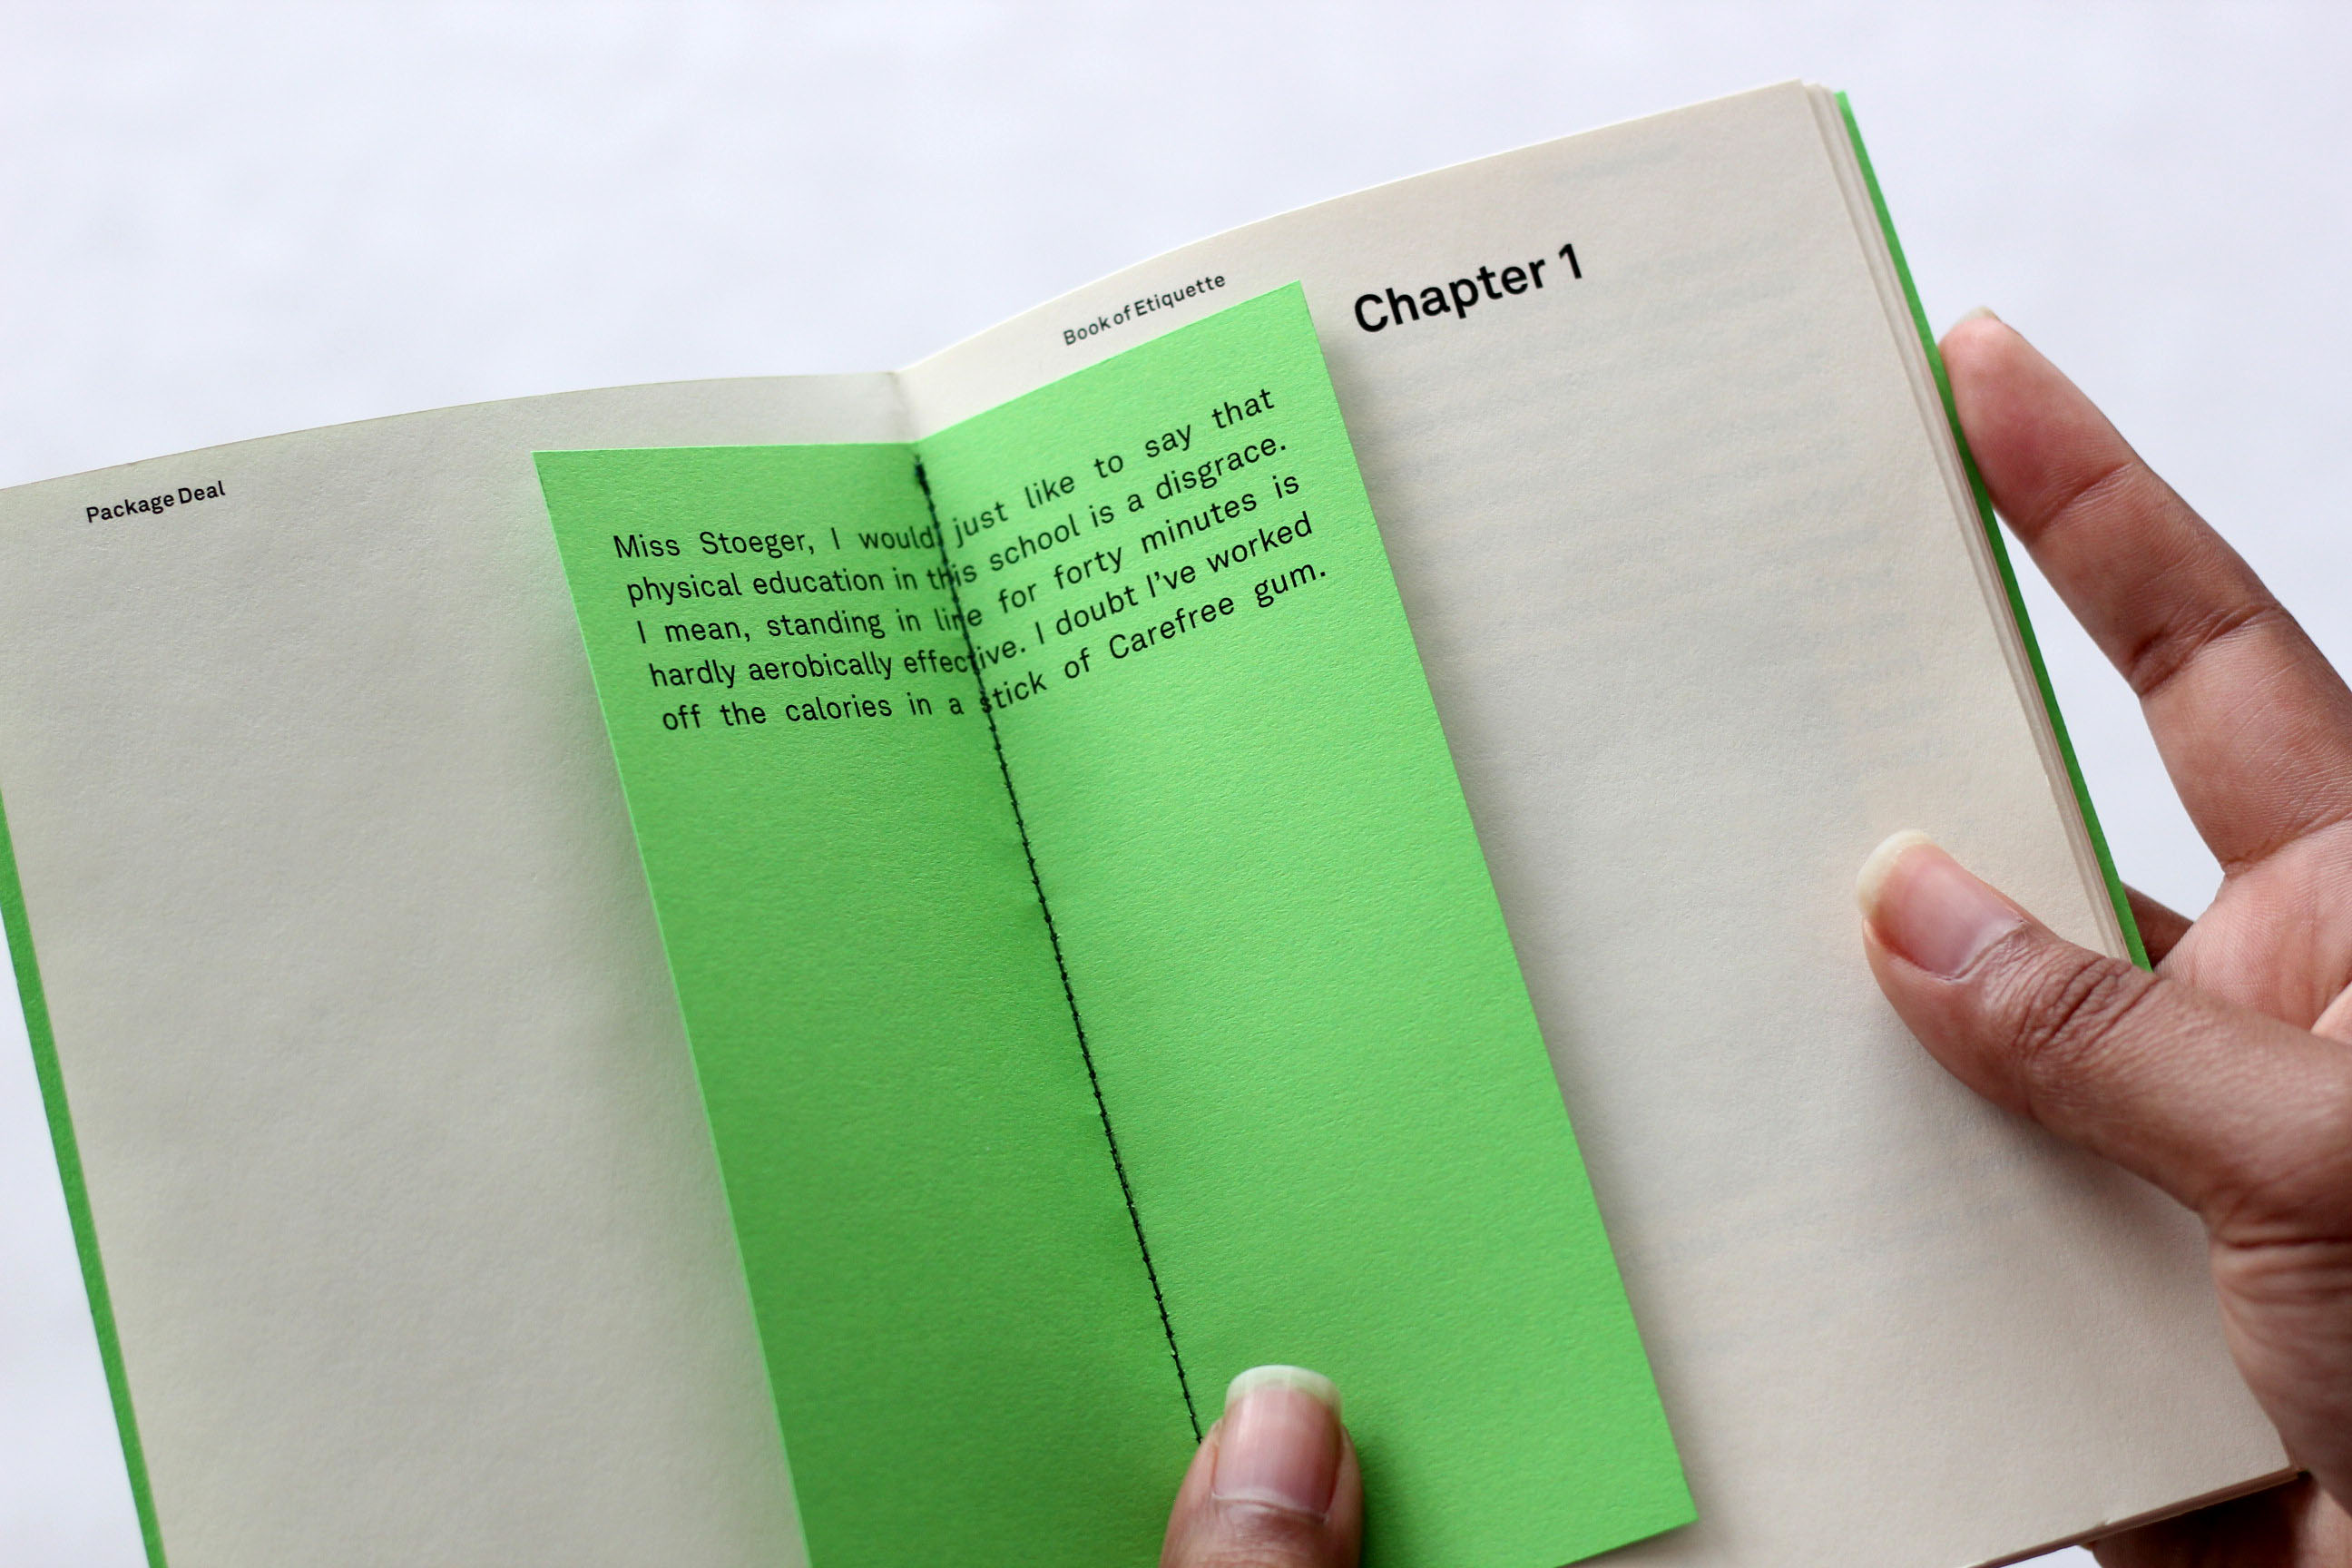 Package Deal
Book of Etiquette
Chapter 1
Miss Stoeger, I would just like to say that
physical education in this school is a disgrace.
I mean, standing in line for forty minutes is
hardly aerobically effective. I doubt I've worked
off the calories in a stick of Carefree gum.